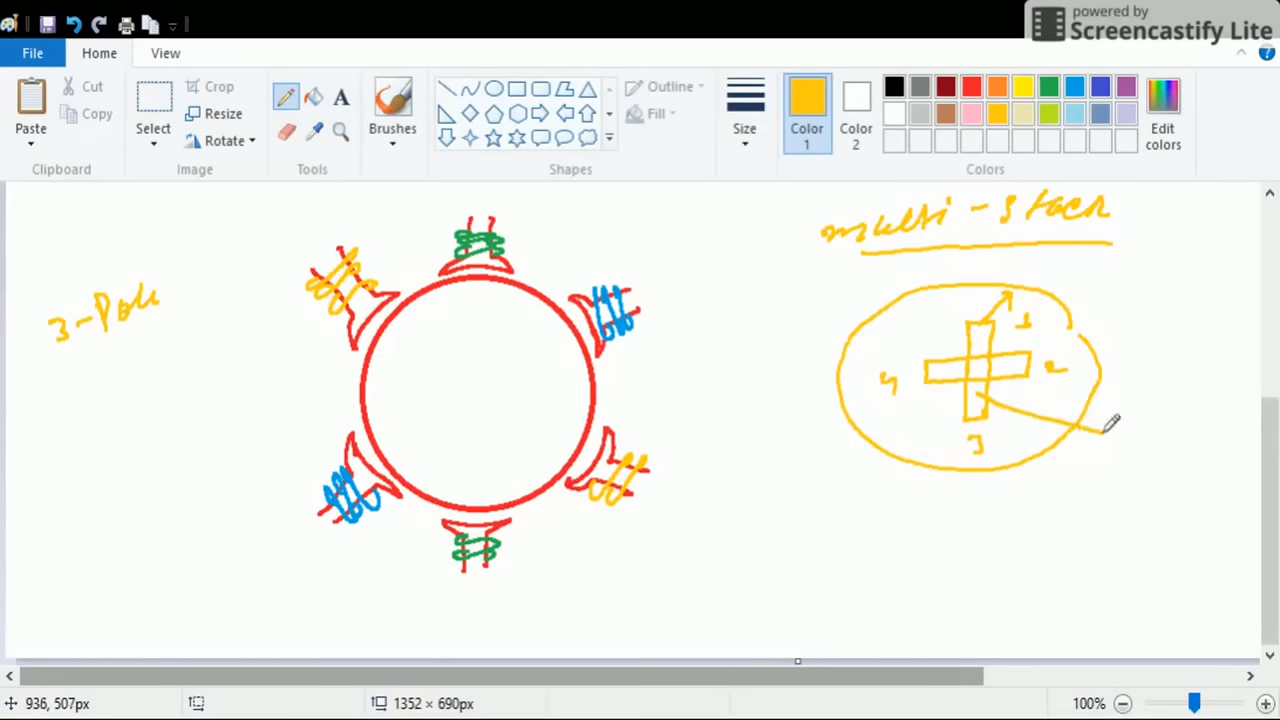 powered by
Screencastify Lite
File Home View
Paste
Cut
Copy
Clipboard
Select
Crop
Resize
Rotate
Image
Tools
Brushes
Shapes
Outline
Fill
Size
Color 1
Color 2
Edit colors
Colors
multi-stack
3-Pole
1
2
3
4
936, 507px
1352 × 690px
100%